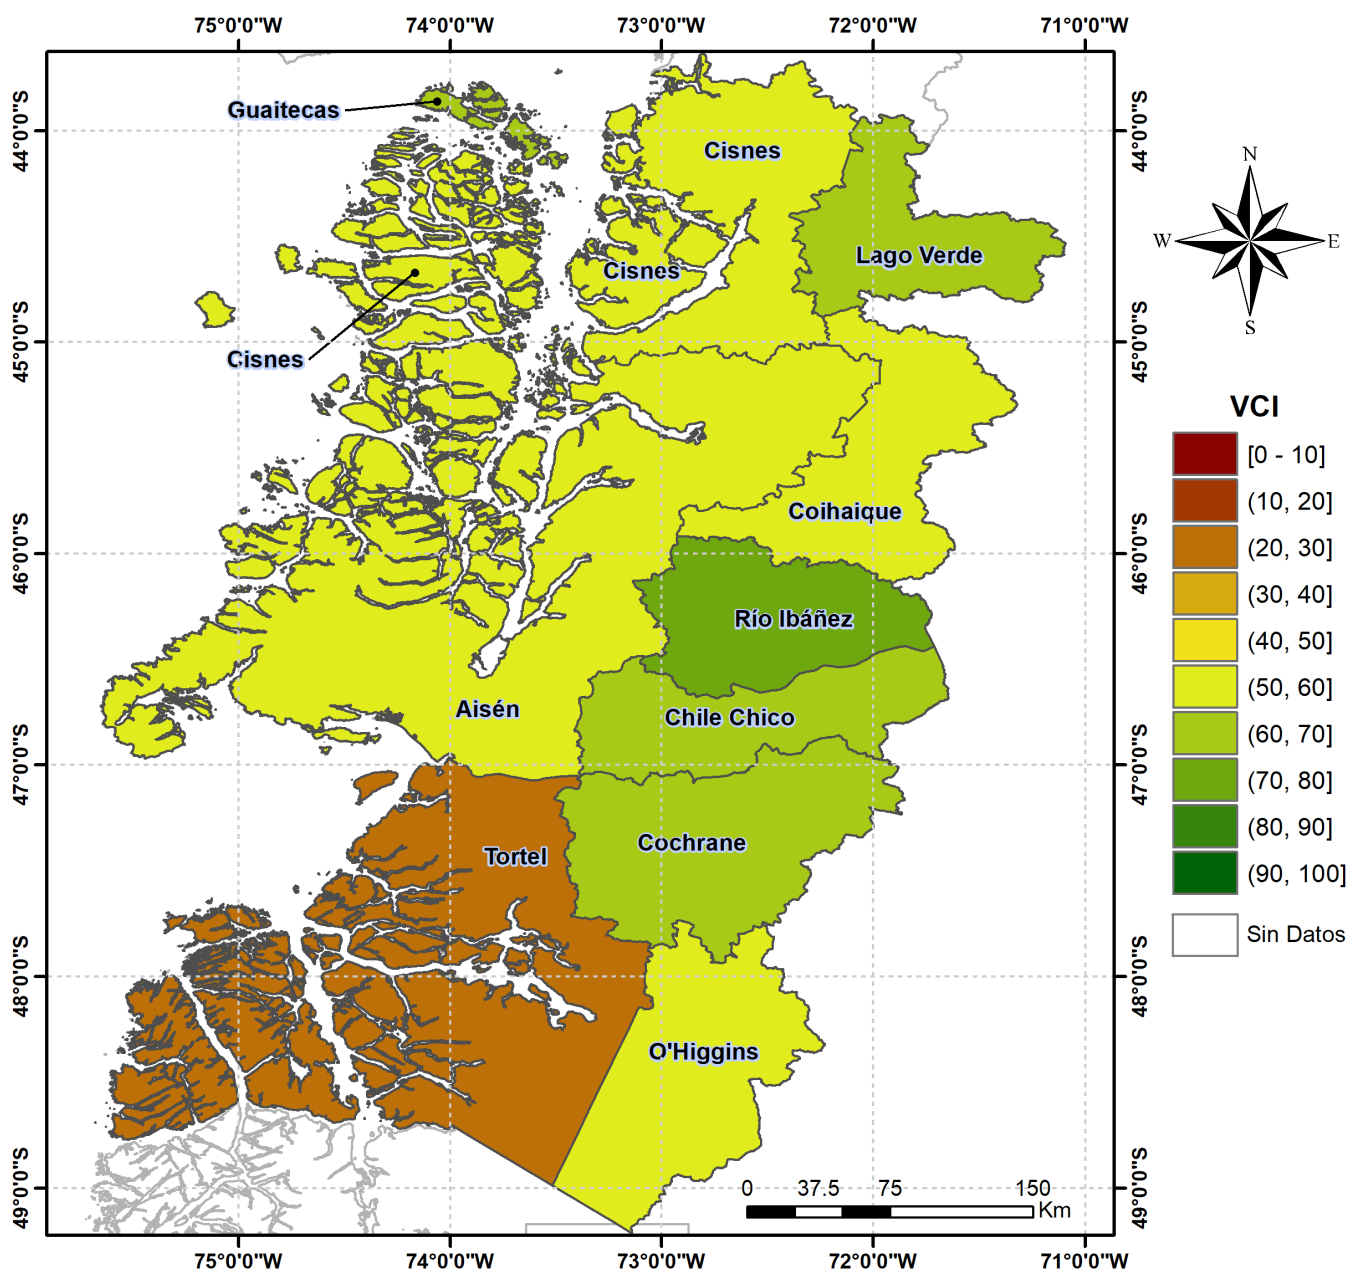 75°0'0"W 74°0'0"W 73°0'0"W 72°0'0"W 71°0'0"W
44°0'0"S
45°0'0"S
46°0'0"S
47°0'0"S
48°0'0"S
49°0'0"S
Guaitecas
Cisnes
Lago Verde
Cisnes
Cisnes
Coihaique
Río Ibáñez
Aisén
Chile Chico
Cochrane
Tortel
O'Higgins
0 37.5 75 150
Km
44°0'0"S
45°0'0"S
46°0'0"S
47°0'0"S
48°0'0"S
49°0'0"S
75°0'0"W 74°0'0"W 73°0'0"W 72°0'0"W 71°0'0"W
N
W E
S
VCI
[0 - 10]
(10, 20]
(20, 30]
(30, 40]
(40, 50]
(50, 60]
(60, 70]
(70, 80]
(80, 90]
(90, 100]
Sin Datos